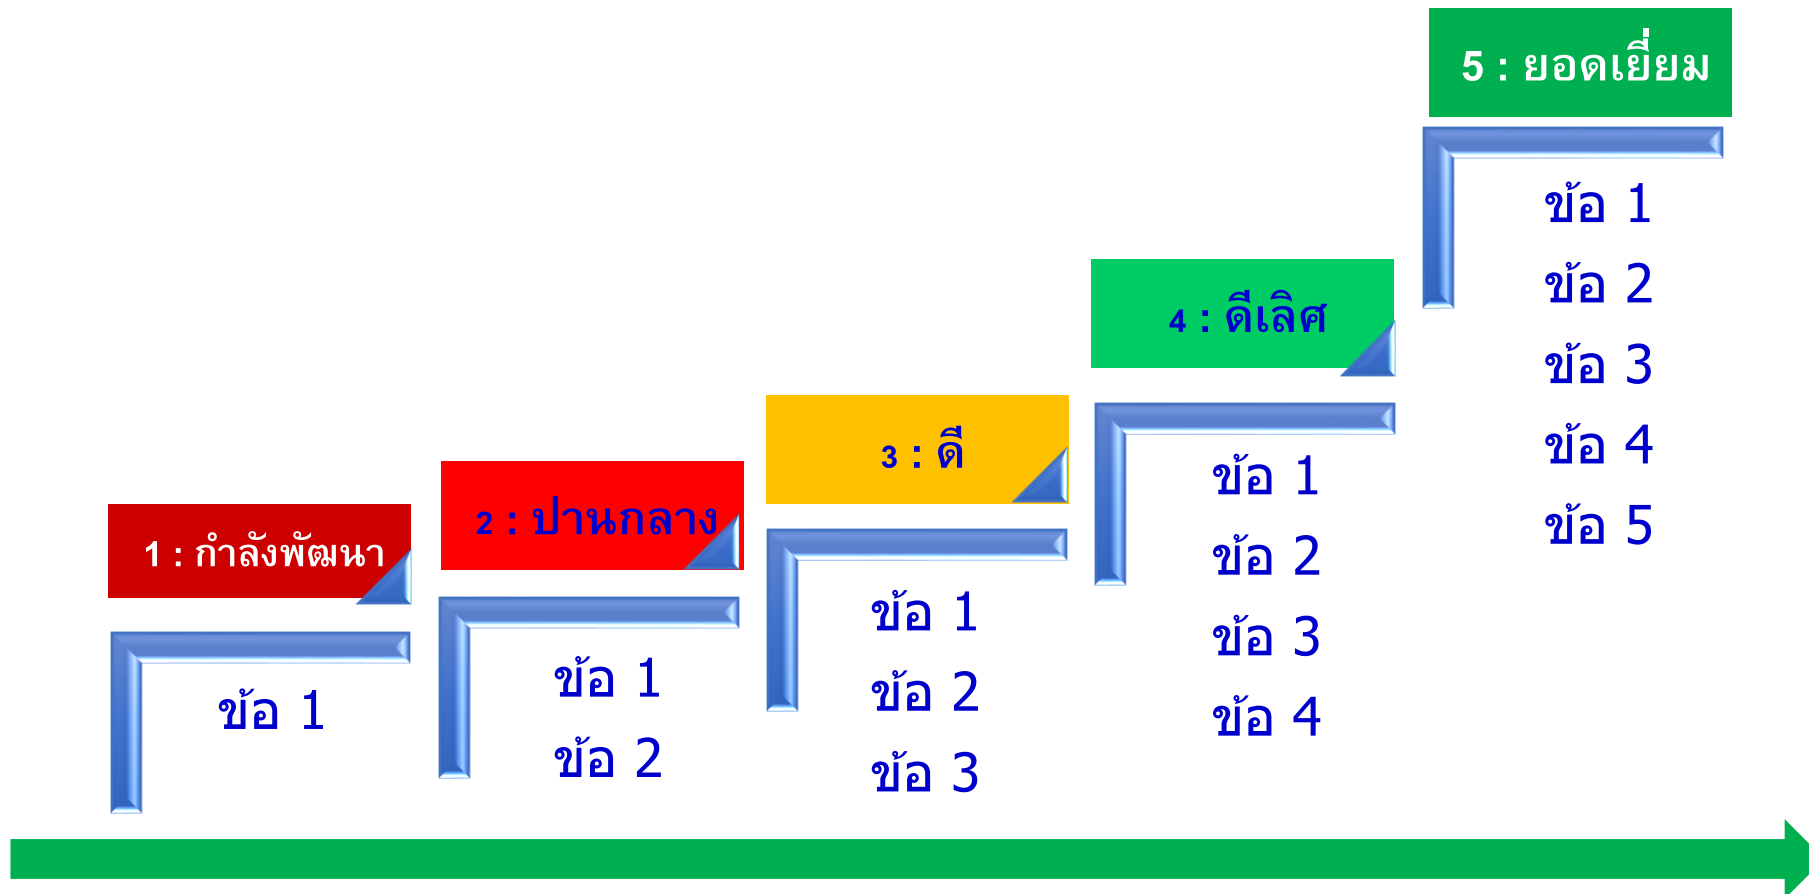 1 : กำลังพัฒนา
ข้อ 1
2 : ปานกลาง
ข้อ 1
ข้อ 2
3 : ดี
ข้อ 1
ข้อ 2
ข้อ 3
4 : ดีเลิศ
ข้อ 1
ข้อ 2
ข้อ 3
ข้อ 4
5 : ยอดเยี่ยม
ข้อ 1
ข้อ 2
ข้อ 3
ข้อ 4
ข้อ 5